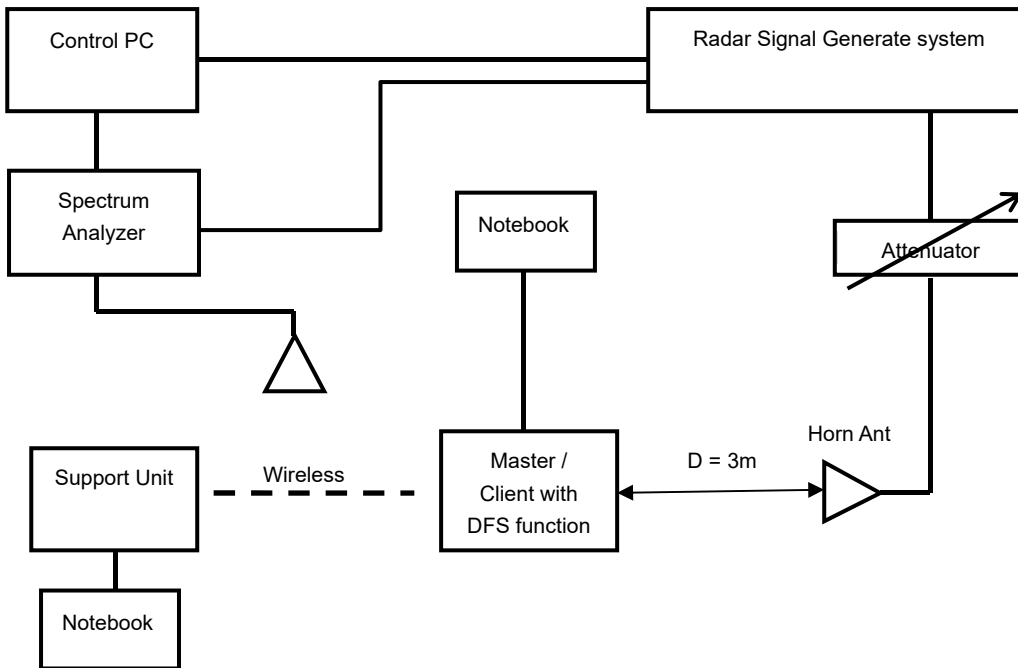 Control PC
Radar Signal Generate system
Spectrum
Analyzer
Notebook
Attenuator
Horn Ant
Support Unit
Wireless
Master /
Client with
DFS function
D = 3m
Notebook